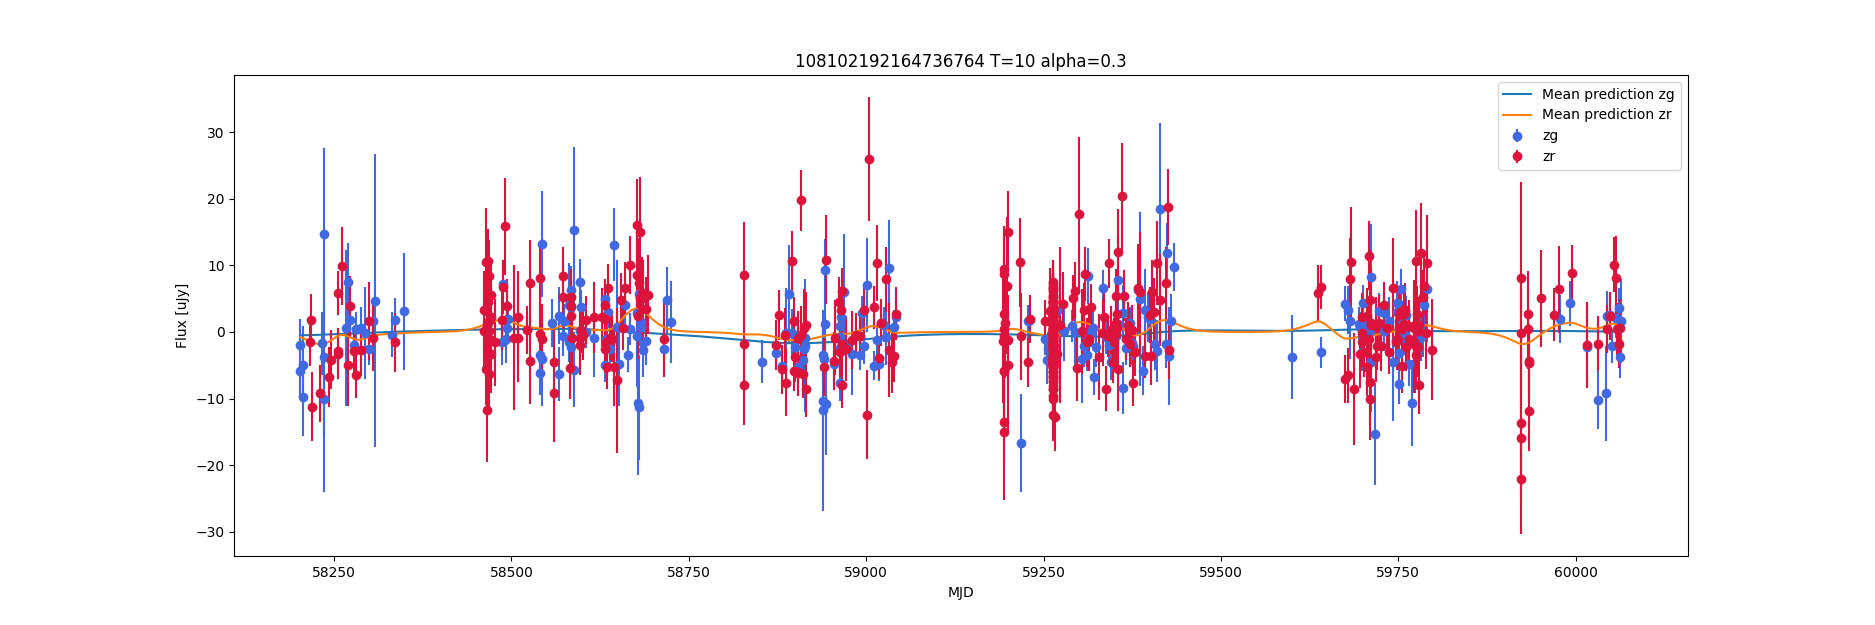 108102192164736764 T=10 alpha=0.3
Mean prediction zg
Mean prediction zr
zg
zr
Flux [uJy]
30
20
10
0
−10
−20
−30
58250 58500 58750 59000 59250 59500 59750 60000
MJD